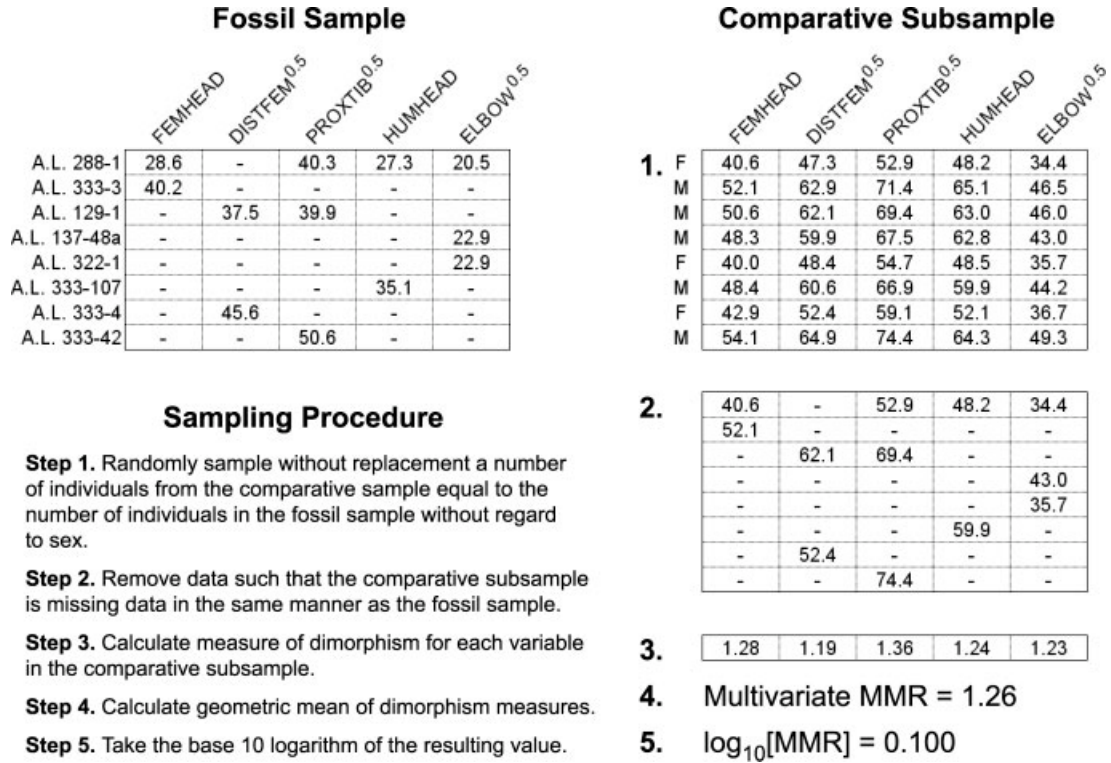 Fossil Sample
FEMHEAD DISTFEM0.5 PROXTIB0.5 HUMHEAD ELBOW0.5
A.L. 288-1 28.6 - 40.3 27.3 20.5
A.L. 333-3 40.2 - - - -
A.L. 129-1 - 37.5 39.9 - -
A.L. 137-48a - - - - 22.9
A.L. 322-1 - - - - 22.9
A.L. 333-107 - - - 35.1 -
A.L. 333-4 - 45.6 - - -
A.L. 333-42 - - 50.6 - -
Sampling Procedure
Step 1. Randomly sample without replacement a number
of individuals from the comparative sample equal to the
number of individuals in the fossil sample without regard
to sex.
Step 2. Remove data such that the comparative subsample
is missing data in the same manner as the fossil sample.
Step 3. Calculate measure of dimorphism for each variable
in the comparative subsample.
Step 4. Calculate geometric mean of dimorphism measures.
Step 5. Take the base 10 logarithm of the resulting value.
Comparative Subsample
FEMHEAD DISTFEM0.5 PROXTIB0.5 HUMHEAD ELBOW0.5
1. F 40.6 47.3 52.9 48.2 34.4
M 52.1 62.9 71.4 65.1 46.5
M 50.6 62.1 69.4 63.0 46.0
M 48.3 59.9 67.5 62.8 43.0
F 40.0 48.4 54.7 48.5 35.7
M 48.4 60.6 66.9 59.9 44.2
F 42.9 52.4 59.1 52.1 36.7
M 54.1 64.9 74.4 64.3 49.3
2. 40.6 - 52.9 48.2 34.4
52.1 - - - -
- 62.1 69.4 - -
- - - - 43.0
- - - - 35.7
- - - 59.9 -
- 52.4 - - -
- - 74.4 - -
3. 1.28 1.19 1.36 1.24 1.23
4. Multivariate MMR = 1.26
5. log10[MMR] = 0.100